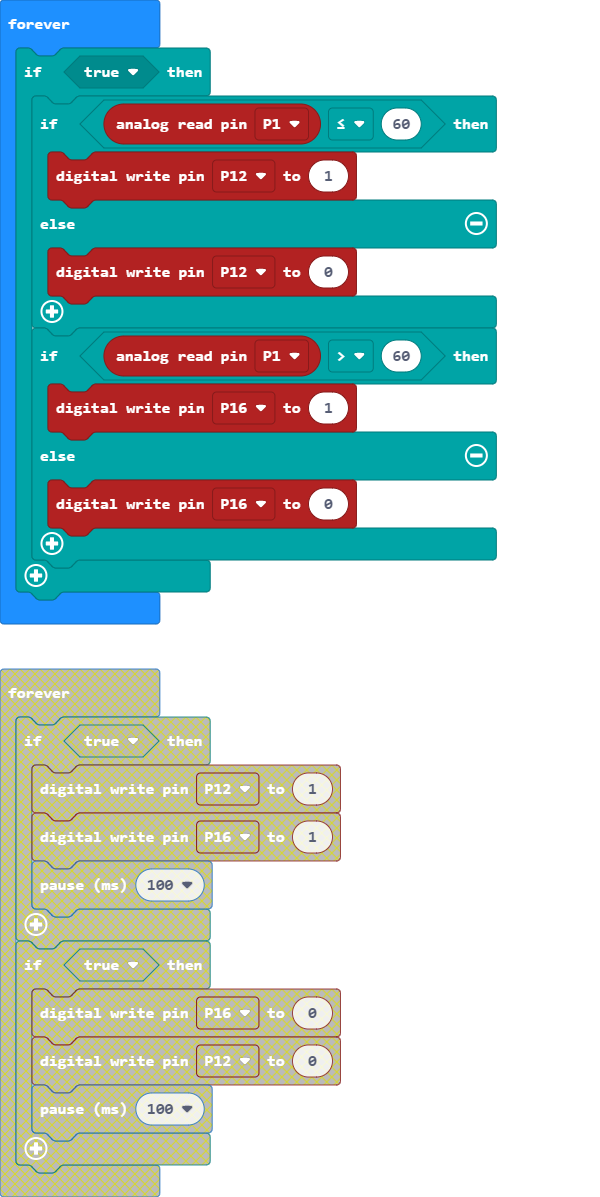 forever
if true then
if analog read pin P1 ≤ 60 then
digital write pin P12 to 1
else
digital write pin P12 to 0
if analog read pin P1 > 60 then
digital write pin P16 to 1
else
digital write pin P16 to 0
forever
if true then
digital write pin P12 to 1
digital write pin P16 to 1
pause (ms) 100
if true then
digital write pin P16 to 0
digital write pin P12 to 0
pause (ms) 100